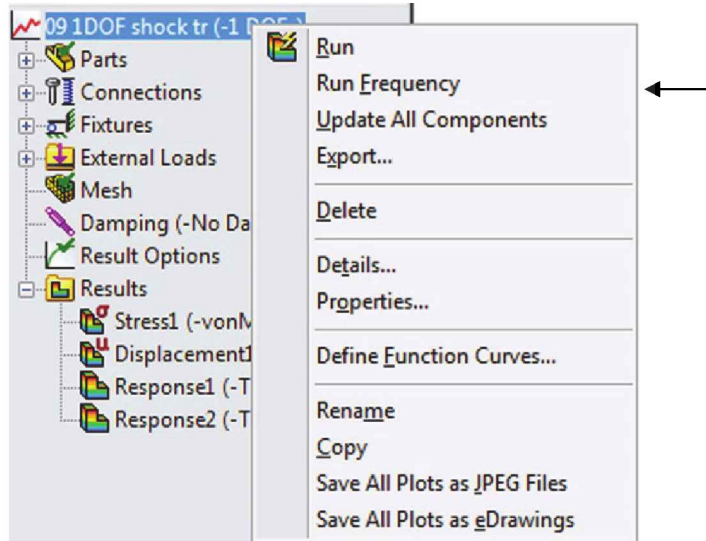 09 1DOF shock tr (-1 DOF-)
Parts
Connections
Fixtures
External Loads
Mesh
Damping (-No Da
Result Options
Results
Stress1 (-vonM
Displacement1
Response1 (-T
Response2 (-T
Run
Run Frequency
Update All Components
Export...
Delete
Details...
Properties...
Define Function Curves...
Rename
Copy
Save All Plots as JPEG Files
Save All Plots as eDrawings